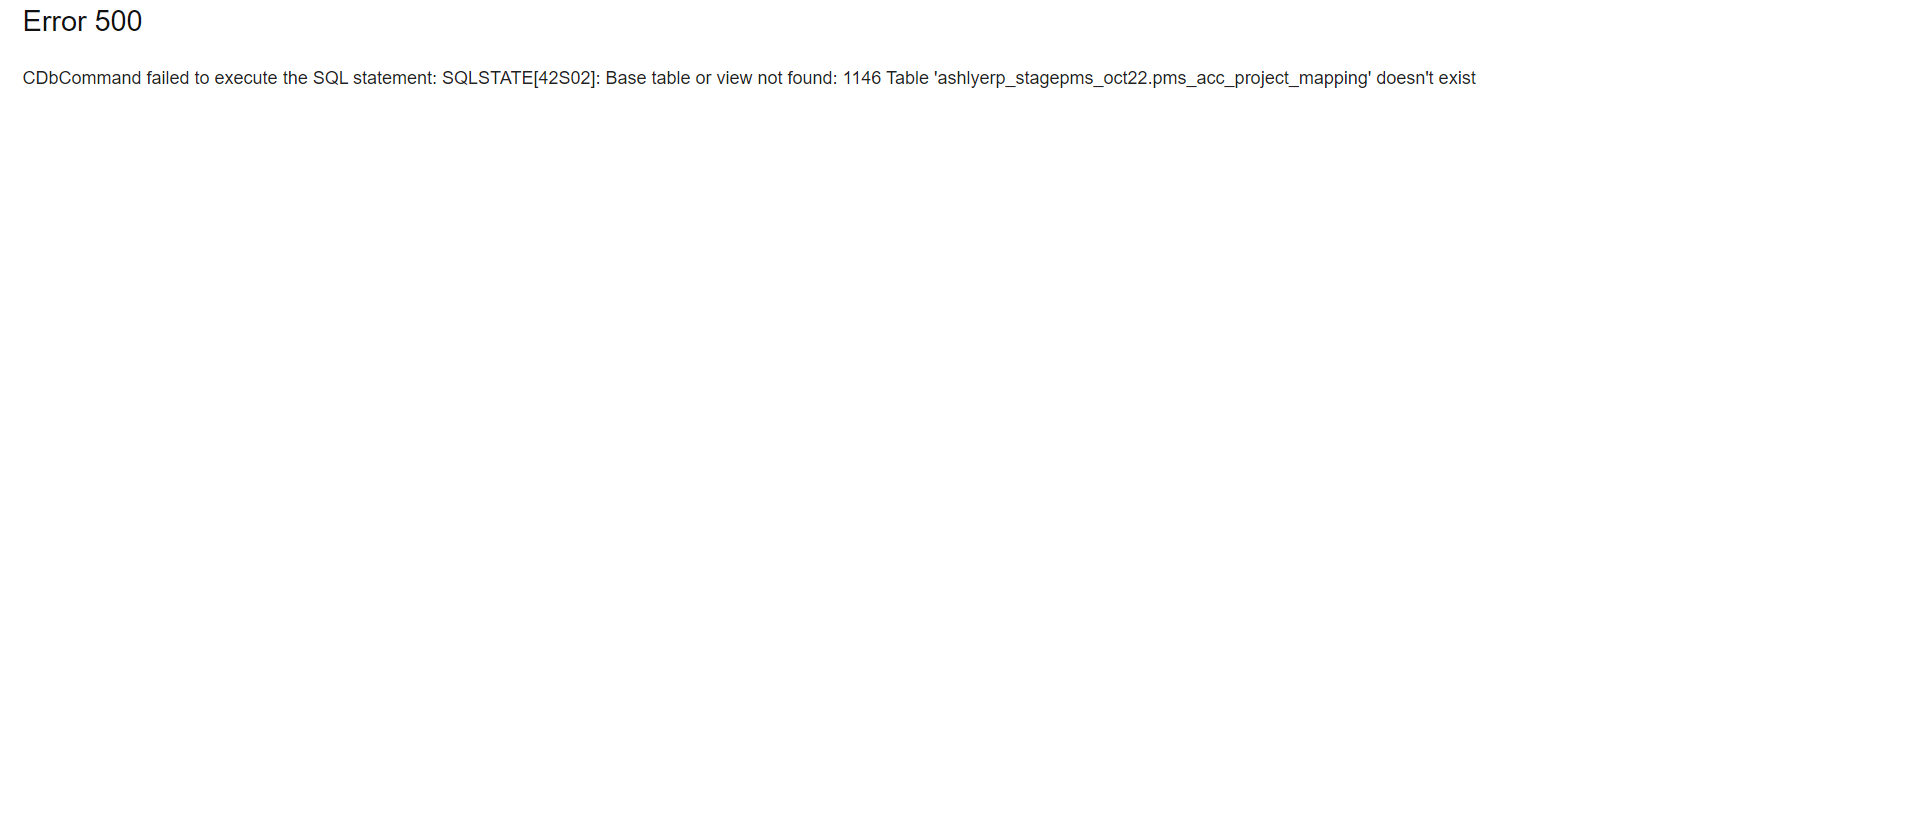 Error 500
CDbCommand failed to execute the SQL statement: SQLSTATE[42S02]: Base table or view not found: 1146 Table 'ashlyerp_stagepms_oct22.pms_acc_project_mapping' doesn't exist